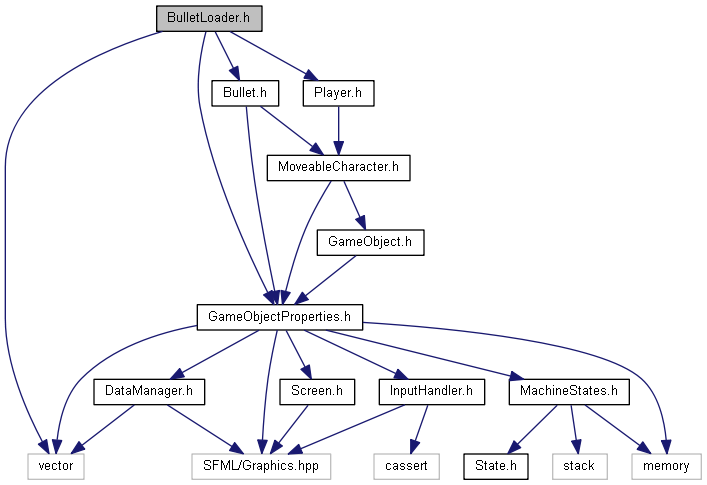 BulletLoader.h
Bullet.h
Player.h
MoveableCharacter.h
GameObject.h
GameObjectProperties.h
DataManager.h
Screen.h
InputHandler.h
MachineStates.h
vector
SFML/Graphics.hpp
cassert
State.h
stack
memory